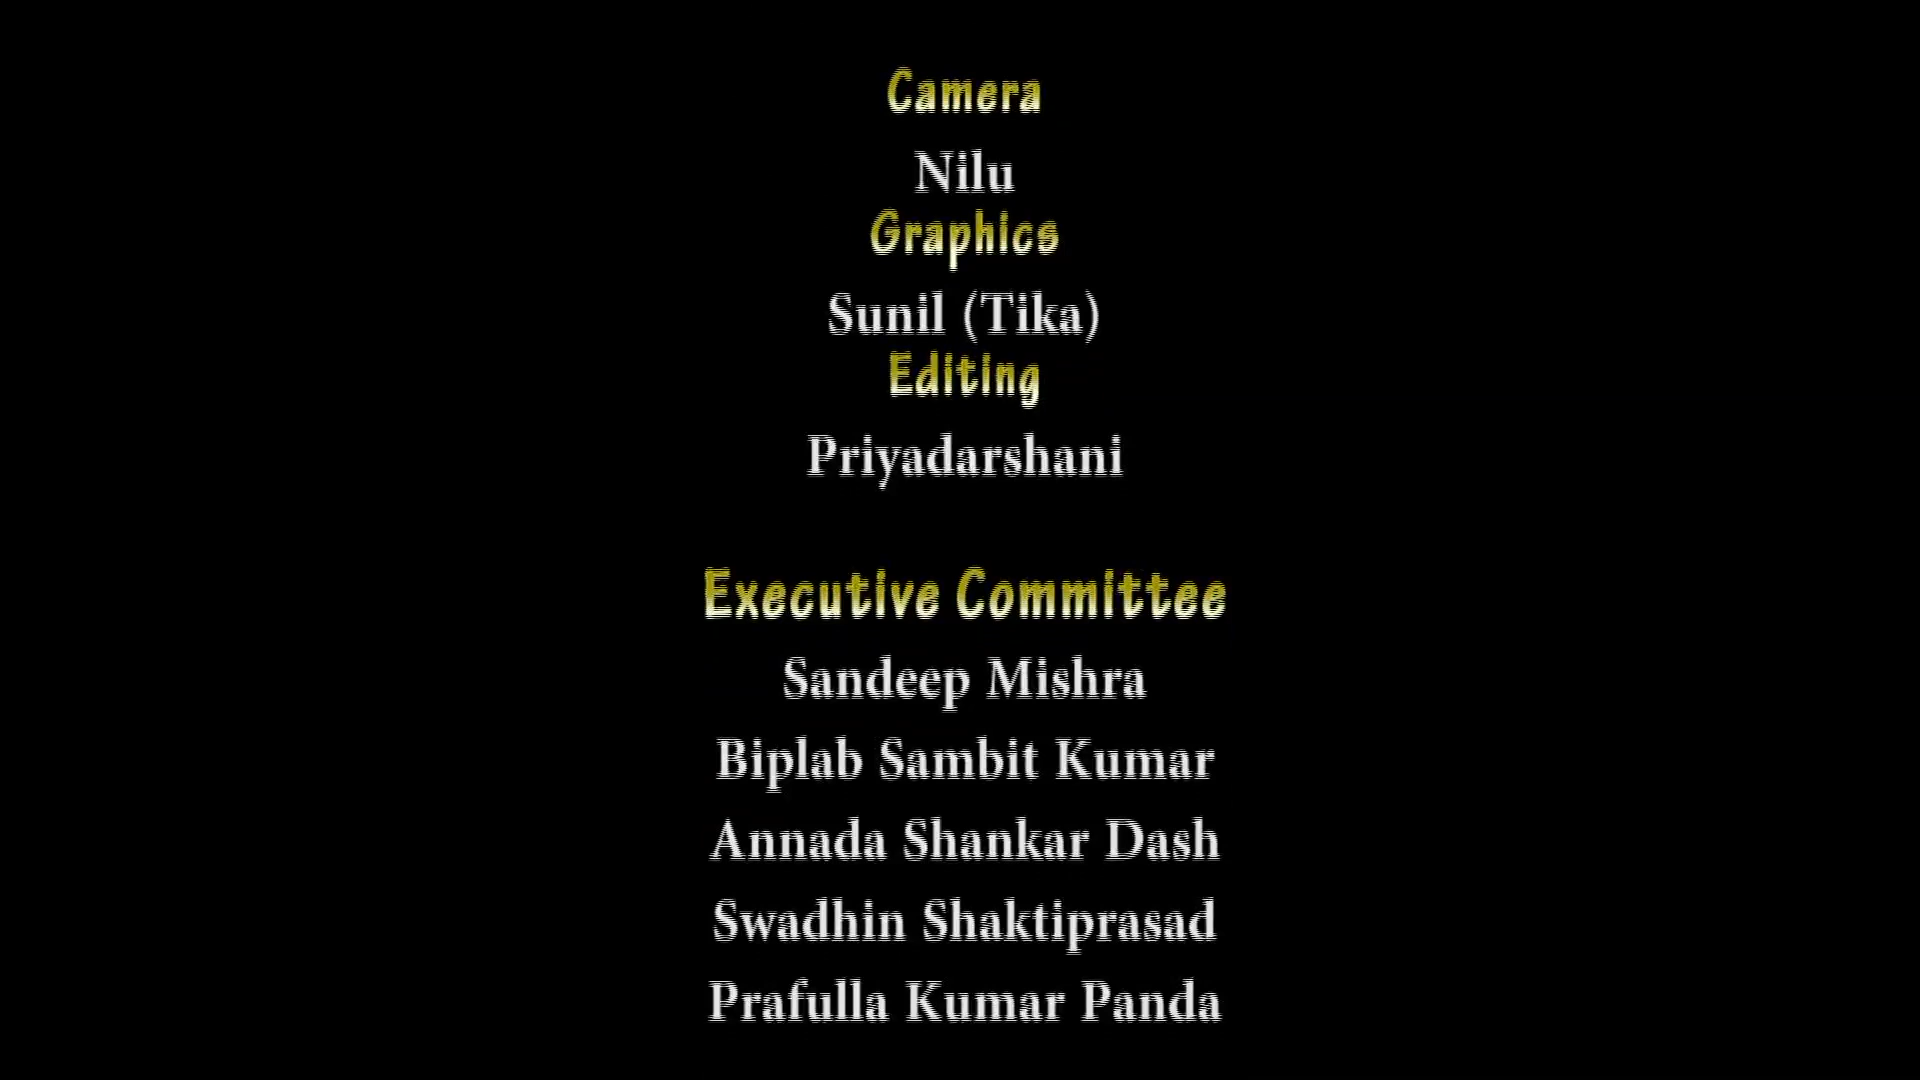 Camera
Nilu
Graphics
Sunil (Tika)
Editing
Priyadarshani
Executive Committee
Sandeep Mishra
Biplab Sambit Kumar
Annada Shankar Dash
Swadhin Shaktiprasad
Prafulla Kumar Panda